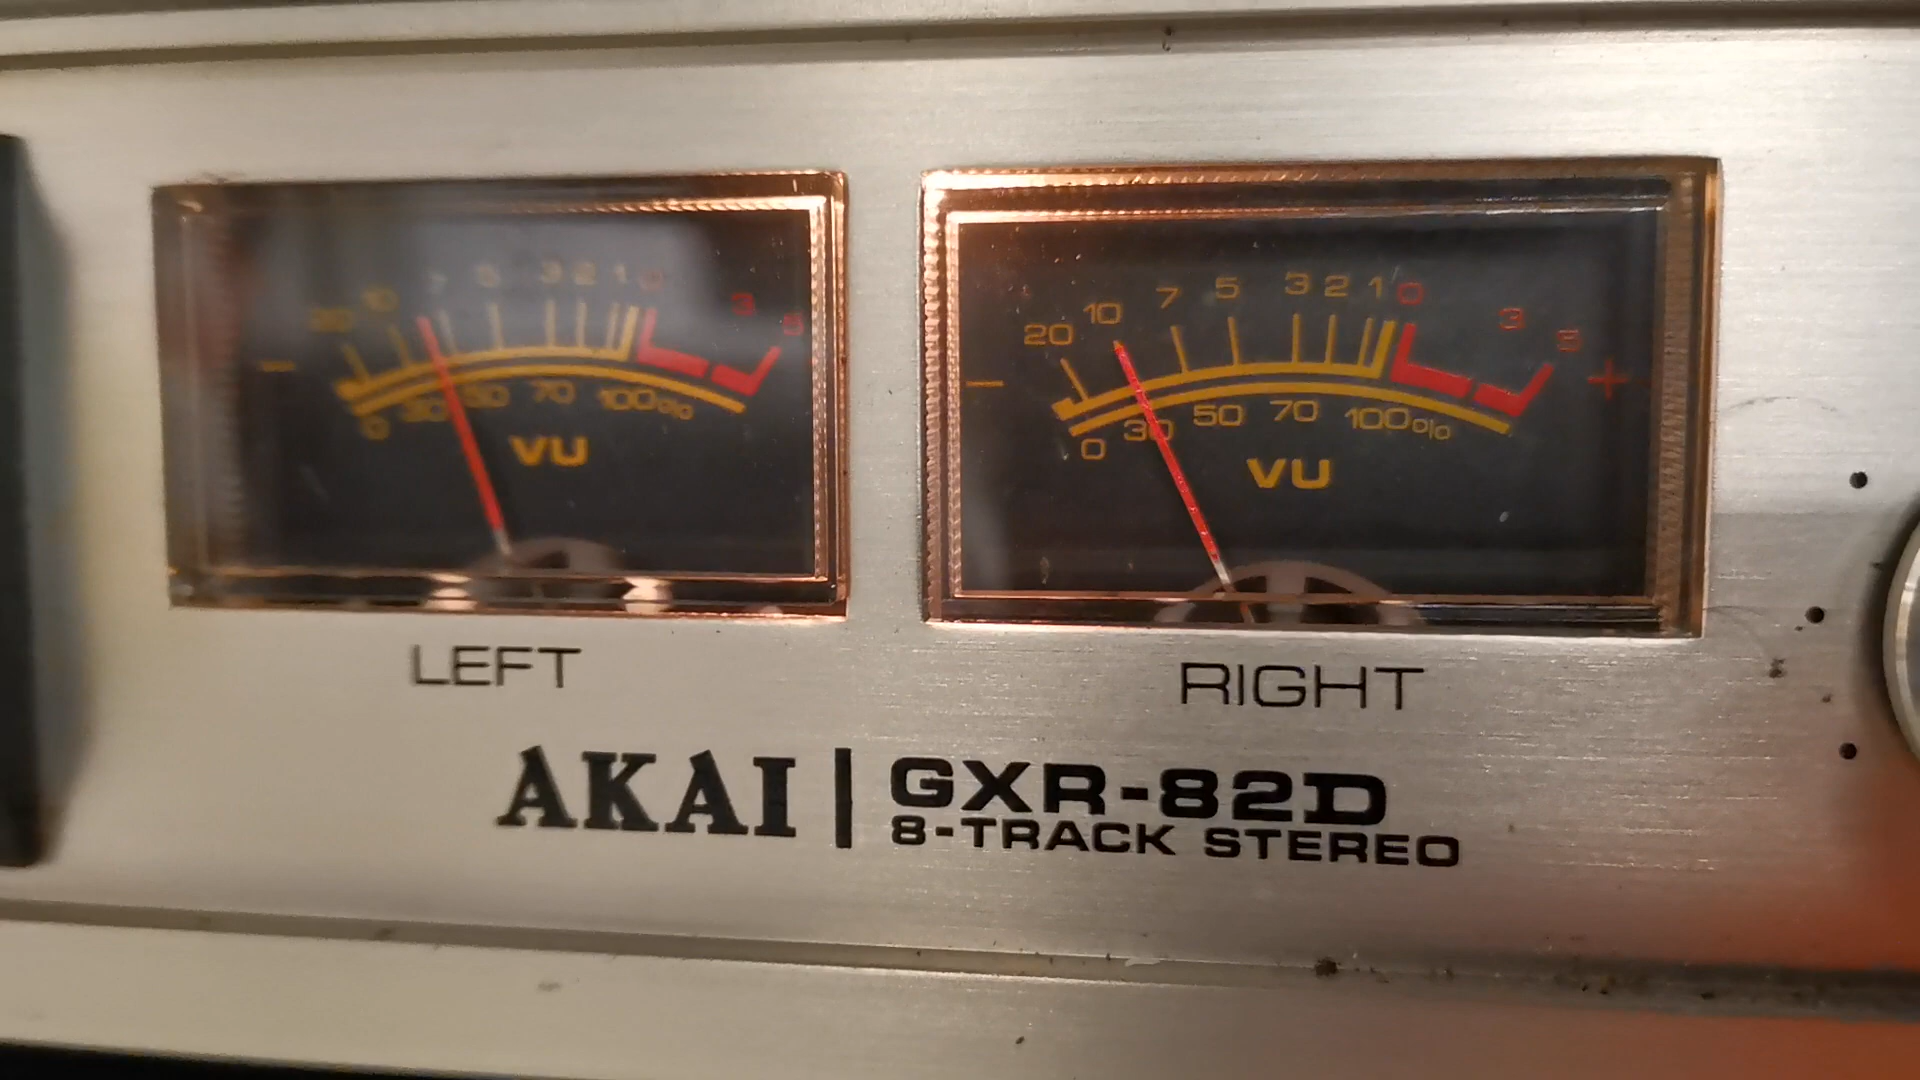 20 10 7 5 3 2 1 0 3 5
-
0 30 50 70 100%
VU
LEFT
20 10 7 5 3 2 1 0 3 5
- +
0 30 50 70 100%
VU
RIGHT
AKAI | GXR-82D
8-TRACK STEREO